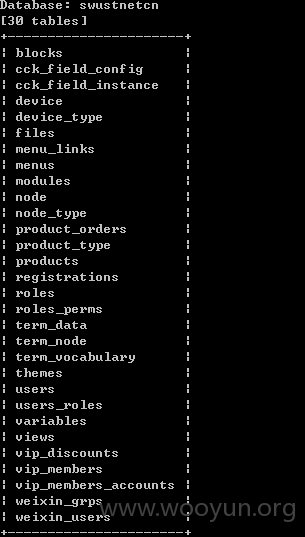 Database: swustnetcn
[30 tables]
+----------------------+
| blocks |
| cck_field_config |
| cck_field_instance |
| device |
| device_type |
| files |
| menu_links |
| menus |
| modules |
| node |
| node_type |
| product_orders |
| product_type |
| products |
| registrations |
| roles |
| roles_perms |
| term_data |
| term_node |
| term_vocabulary |
| themes |
| users |
| users_roles |
| variables |
| views |
| vip_discounts |
| vip_members |
| vip_members_accounts |
| weixin_grps |
| weixin_users |
+----------------------+
www.wooyun.org